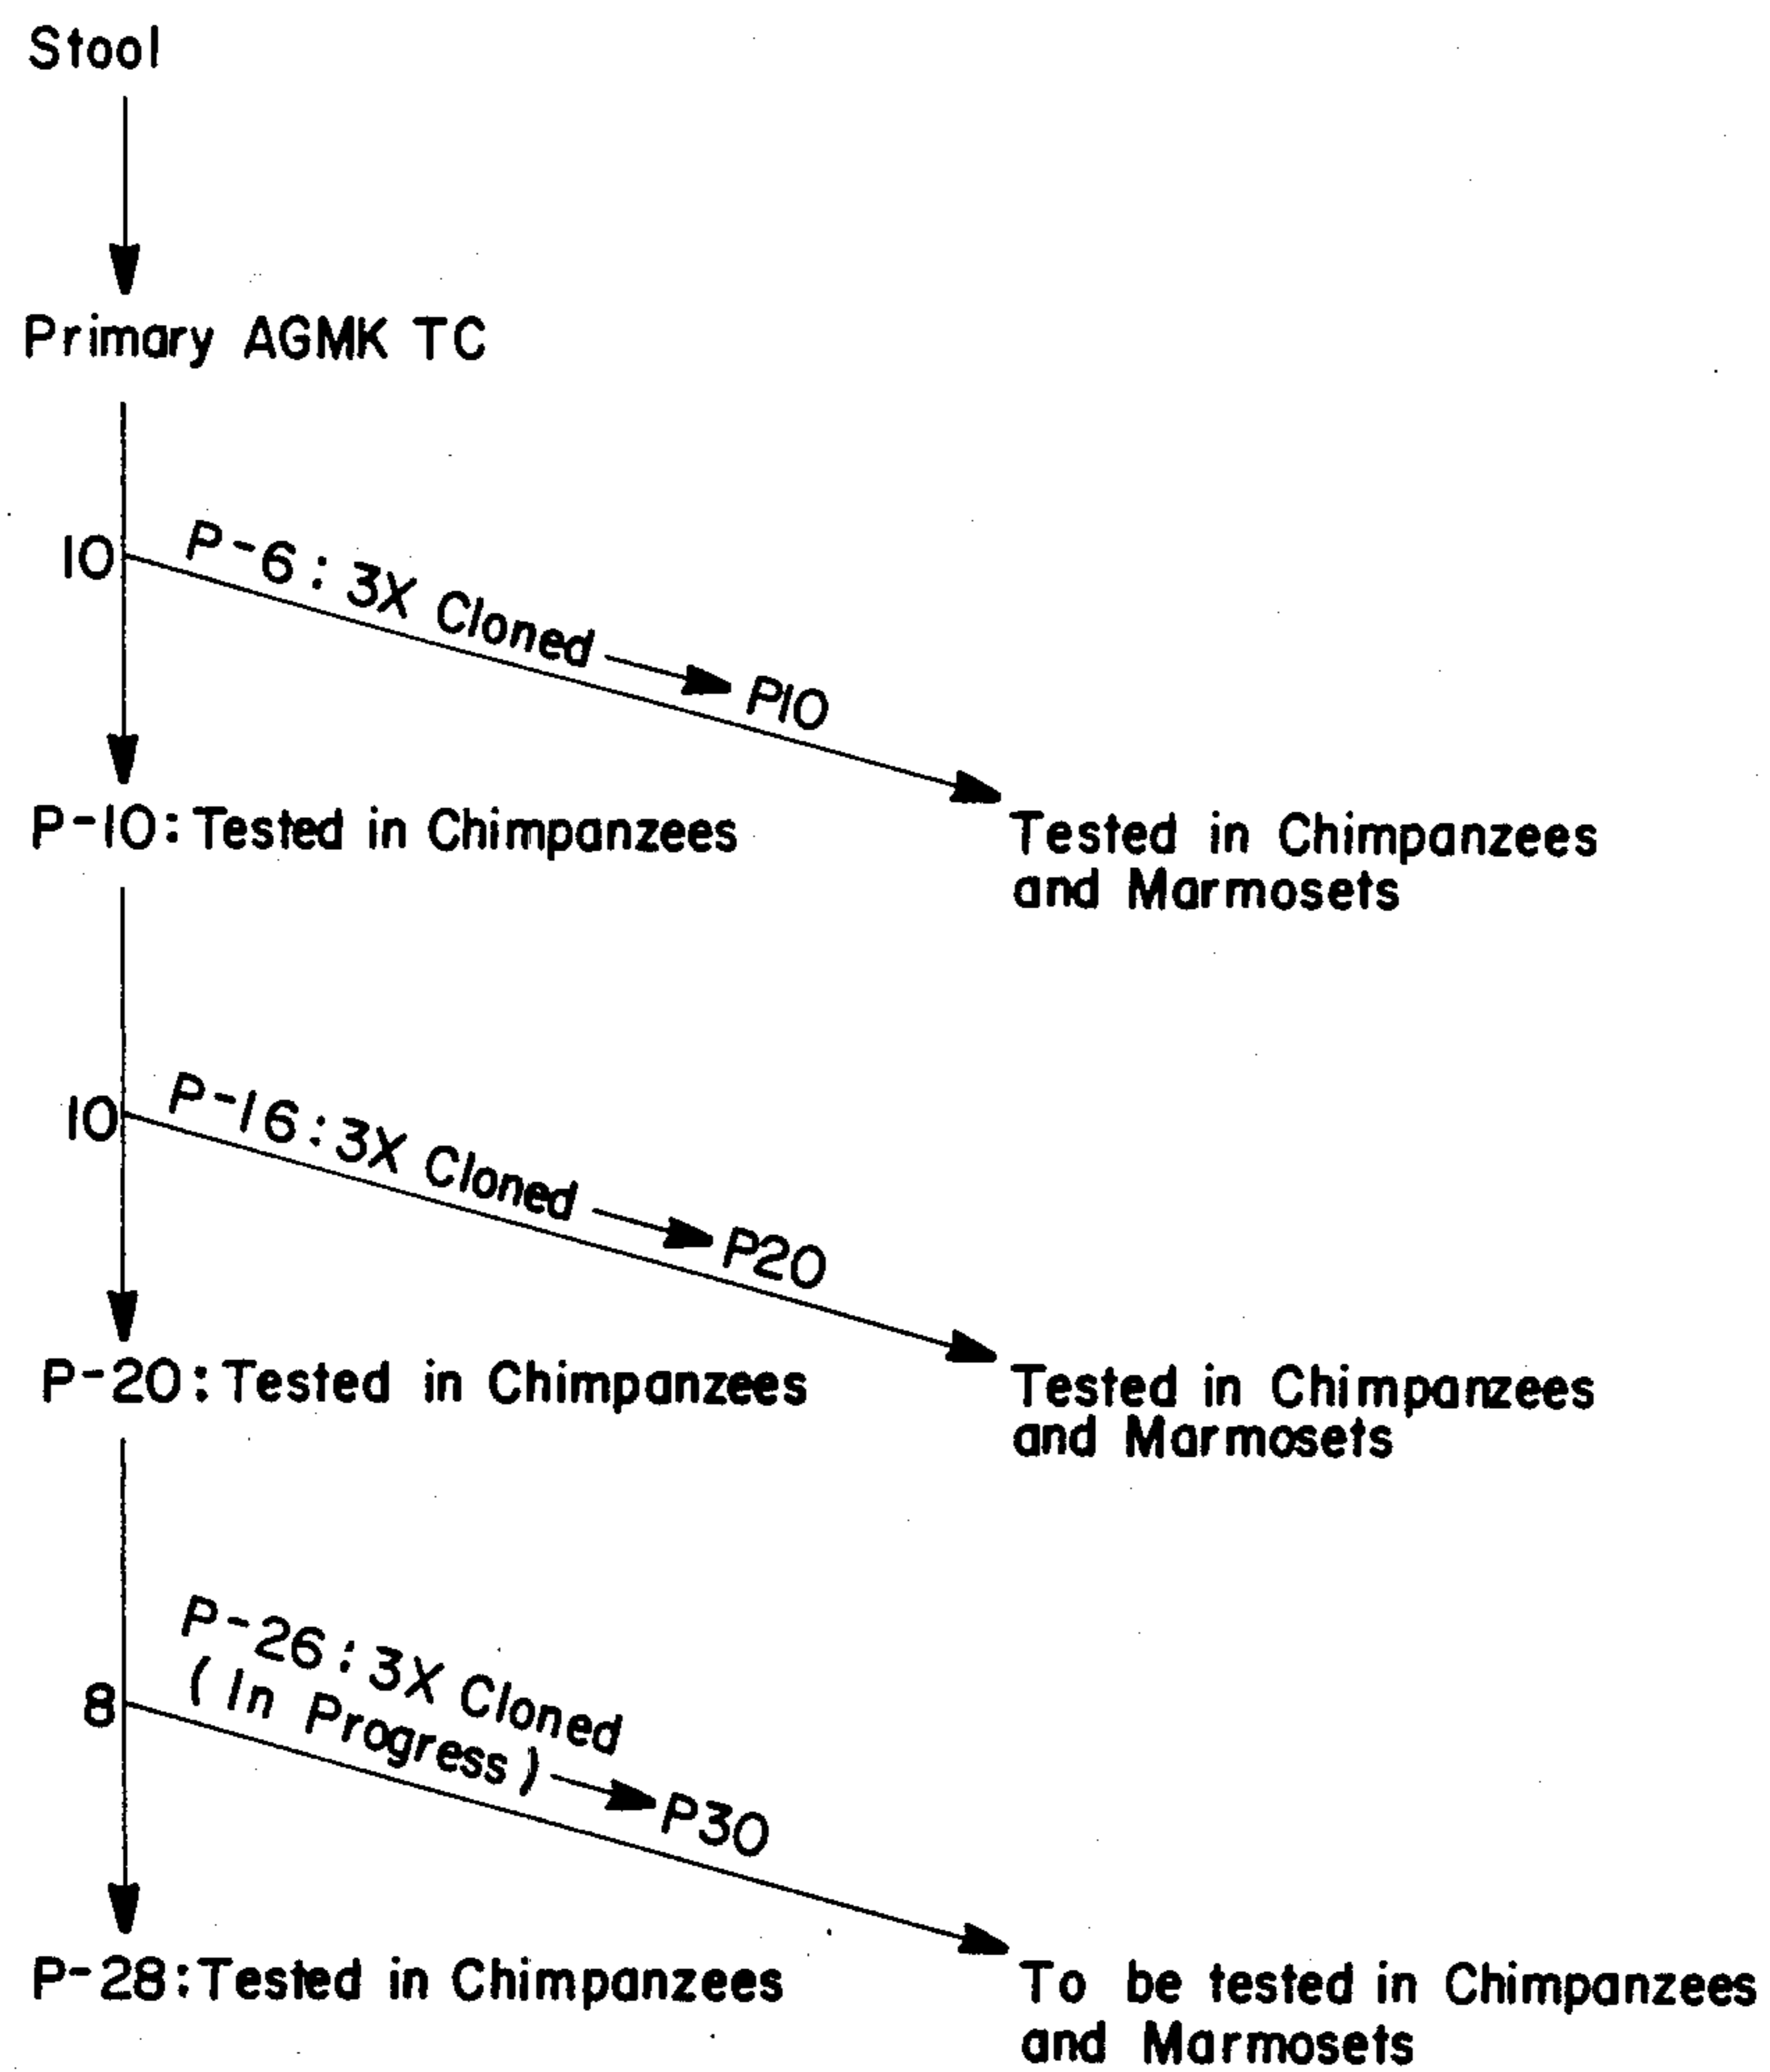 Stool
Primary AGMK TC
10
P-6: 3X Cloned → P10
P-10: Tested in Chimpanzees
Tested in Chimpanzees
and Marmosets
10
P-16: 3X Cloned → P20
P-20: Tested in Chimpanzees
Tested in Chimpanzees
and Marmosets
P-26: 3X Cloned
(In Progress) → P30
8
P-28: Tested in Chimpanzees
To be tested in Chimpanzees
and Marmosets